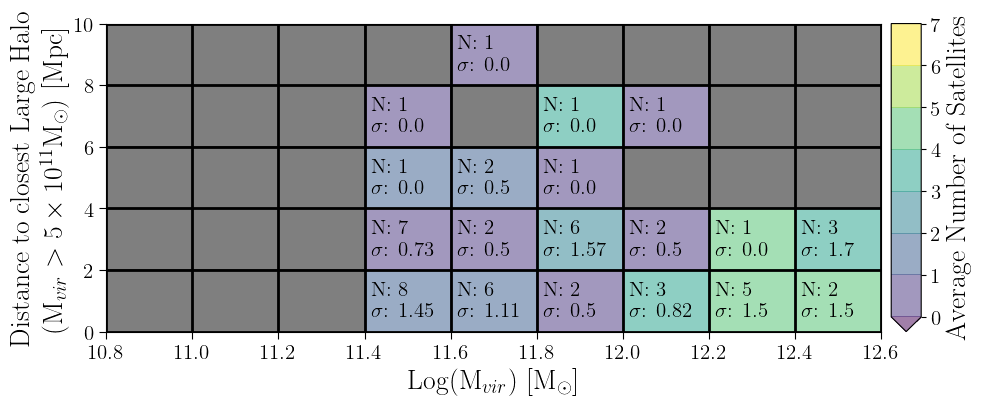 Distance to closest Large Halo
(M_vir > 5 × 10^11 M_⊙) [Mpc]
10
8
6
4
2
0
N: 1
σ: 0.0
N: 1
σ: 0.0
N: 1
σ: 0.0
N: 1
σ: 0.0
N: 1
σ: 0.0
N: 2
σ: 0.5
N: 1
σ: 0.0
N: 7
σ: 0.73
N: 2
σ: 0.5
N: 6
σ: 1.57
N: 2
σ: 0.5
N: 1
σ: 0.0
N: 3
σ: 1.7
N: 8
σ: 1.45
N: 6
σ: 1.11
N: 2
σ: 0.5
N: 3
σ: 0.82
N: 5
σ: 1.5
N: 2
σ: 1.5
10.8 11.0 11.2 11.4 11.6 11.8 12.0 12.2 12.4 12.6
Log(M_vir) [M_⊙]
7
6
5
4
3
2
1
0
Average Number of Satellites